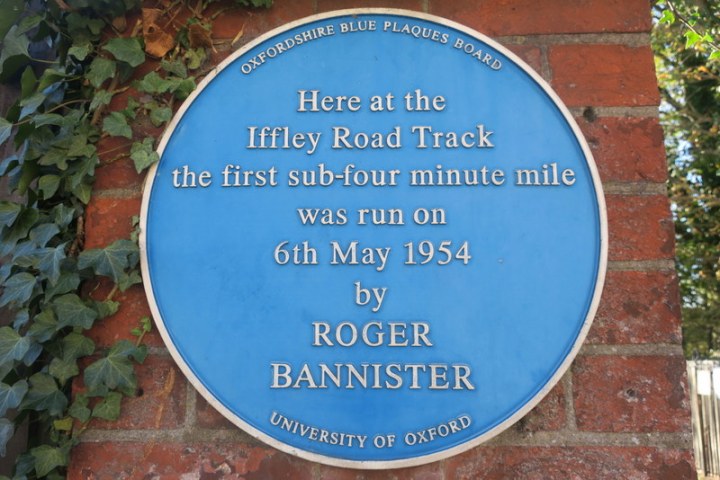 OXFORDSHIRE BLUE PLAQUES BOARD
Here at the
Iffley Road Track
the first sub-four minute mile
was run on
6th May 1954
by
ROGER
BANNISTER
UNIVERSITY OF OXFORD